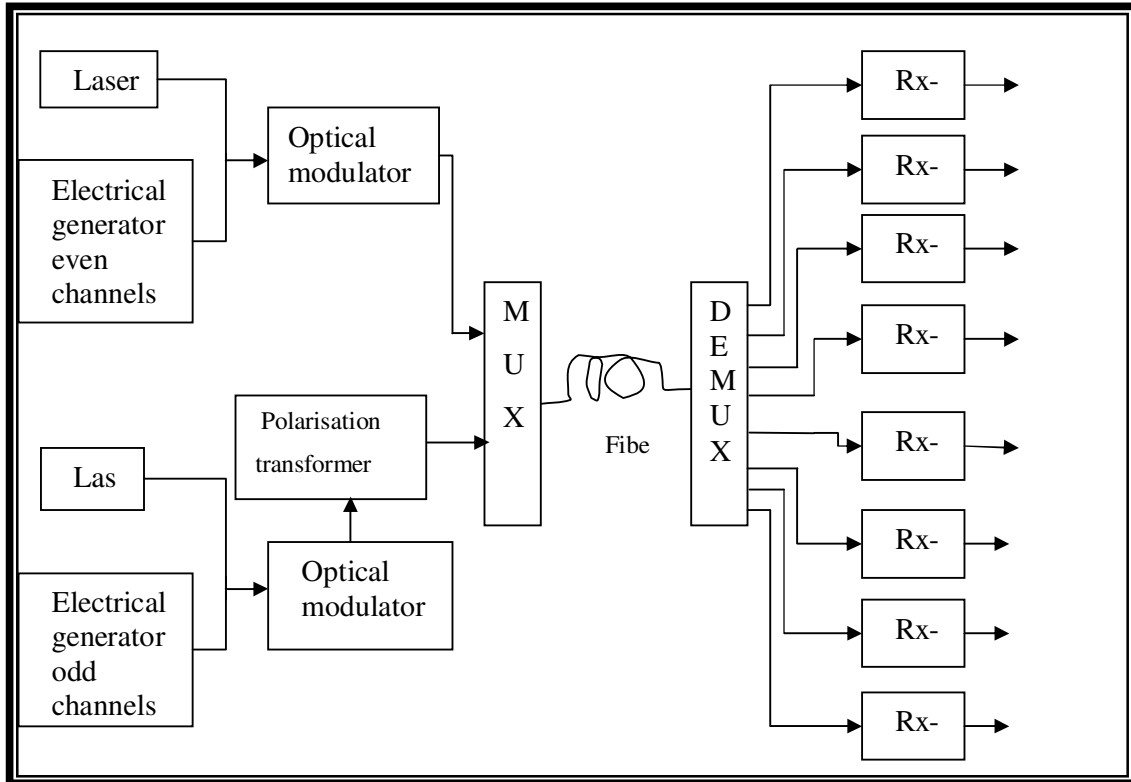 Laser
Electrical
generator
even
channels
Optical
modulator
Polarisation
transformer
Las
Electrical
generator
odd
channels
Optical
modulator
M
U
X
Fibe
D
E
M
U
X
Rx-
Rx-
Rx-
Rx-
Rx-
Rx-
Rx-
Rx-